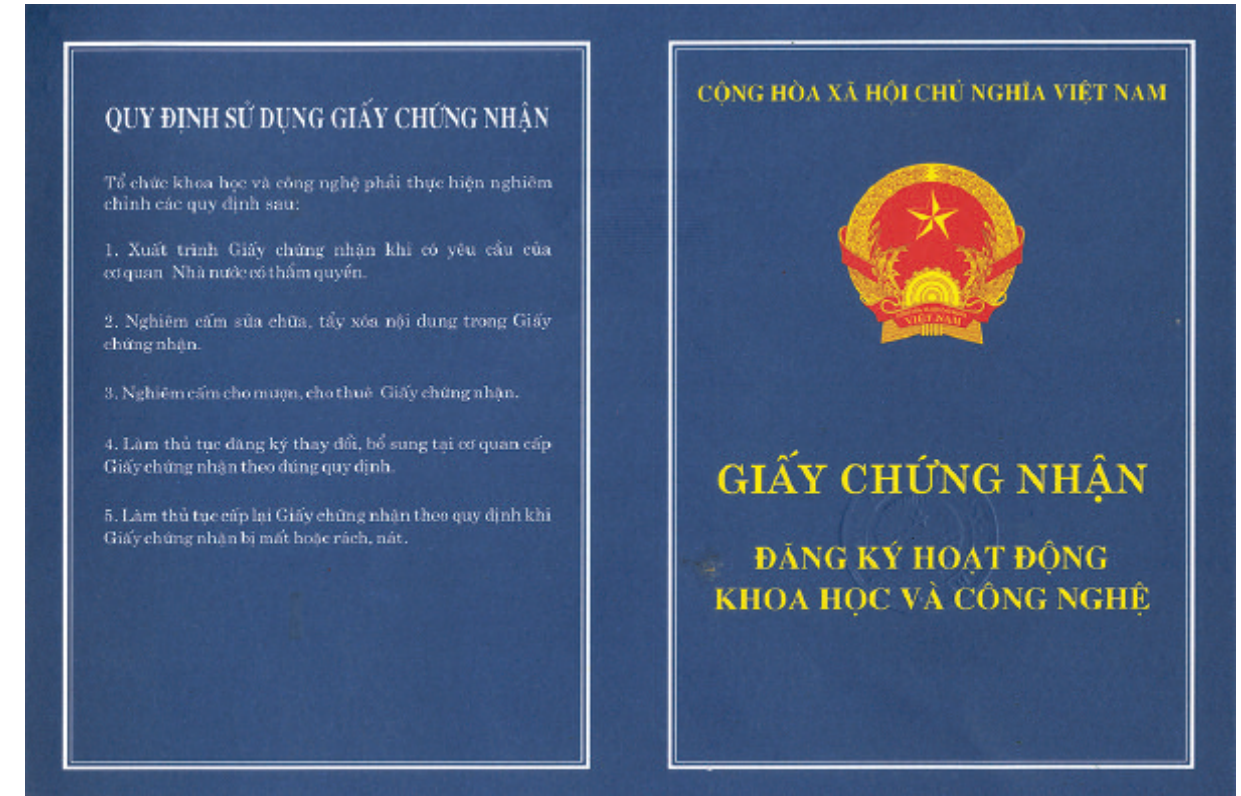 QUY ĐỊNH SỬ DỤNG GIẤY CHỨNG NHẬN
Tổ chức khoa học và công nghệ phải thực hiện nghiêm
chỉnh các quy định sau:
1. Xuất trình Giấy chứng nhận khi có yêu cầu của
cơ quan Nhà nước có thẩm quyền.
2. Nghiêm cấm sửa chữa, tẩy xóa nội dung trong Giấy
chứng nhận.
3. Nghiêm cấm cho mượn, cho thuê Giấy chứng nhận.
4. Làm thủ tục đăng ký thay đổi, bổ sung tại cơ quan cấp
Giấy chứng nhận theo đúng quy định.
5. Làm thủ tục cấp lại Giấy chứng nhận theo quy định khi
Giấy chứng nhận bị mất hoặc rách, nát.
CỘNG HÒA XÃ HỘI CHỦ NGHĨA VIỆT NAM
VIỆT NAM
GIẤY CHỨNG NHẬN
ĐĂNG KÝ HOẠT ĐỘNG
KHOA HỌC VÀ CÔNG NGHỆ